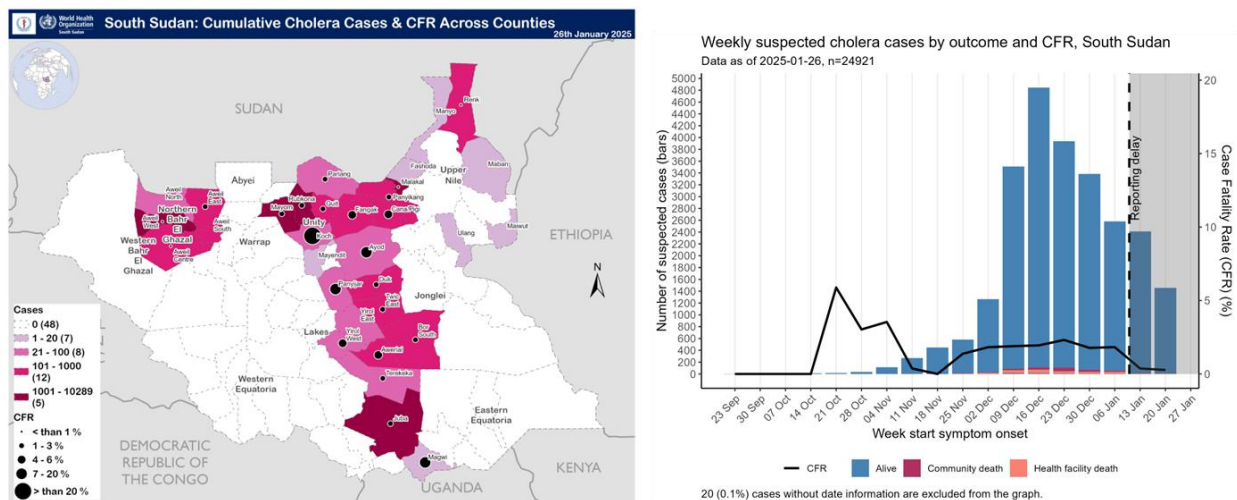 World Health Organization
South Sudan
South Sudan: Cumulative Cholera Cases & CFR Across Counties
26th January 2025
SUDAN
Renk
Manyo
Fashoda
Maban
Upper
Nile
Abyei
Pariang
Malakal
Panyikang
Rubkona
Mayom
Guit
Fangak
Canal/Pigi
Unity
Koch
Ulang
Maiwut
ETHIOPIA
Aweil
North
Aweil
East
Northern
Bahr
El
Ghazal
Aweil
West
Aweil
South
Aweil
Centre
Western
Bahr
El
Ghazal
Warrap
Mayendit
Ayod
N
Panyijiar
Duk
Twic
East
Jonglei
Yirol
East
Lakes
Yirol
West
Bor
South
Awerial
Terekeka
Western
Equatoria
Juba
Eastern
Equatoria
Magwi
DEMOCRATIC
REPUBLIC OF
THE CONGO
UGANDA
KENYA
Cases
0 (48)
1 - 20 (7)
21 - 100 (8)
101 - 1000
(12)
1001 - 10289
(5)
CFR
< than 1 %
1 - 3 %
4 - 6 %
7 - 20 %
> than 20 %
Weekly suspected cholera cases by outcome and CFR, South Sudan
Data as of 2025-01-26, n=24921
Number of suspected cases (bars)
5000
4800
4600
4400
4200
4000
3800
3600
3400
3200
3000
2800
2600
2400
2200
2000
1800
1600
1400
1200
1000
800
600
400
200
0
Reporting delay
20
15
10
5
0
Case Fatality Rate (CFR) (%)
23 Sep
30 Sep
07 Oct
14 Oct
21 Oct
28 Oct
04 Nov
11 Nov
18 Nov
25 Nov
02 Dec
09 Dec
16 Dec
23 Dec
30 Dec
06 Jan
13 Jan
20 Jan
27 Jan
Week start symptom onset
CFR
Alive
Community death
Health facility death
20 (0.1%) cases without date information are excluded from the graph.